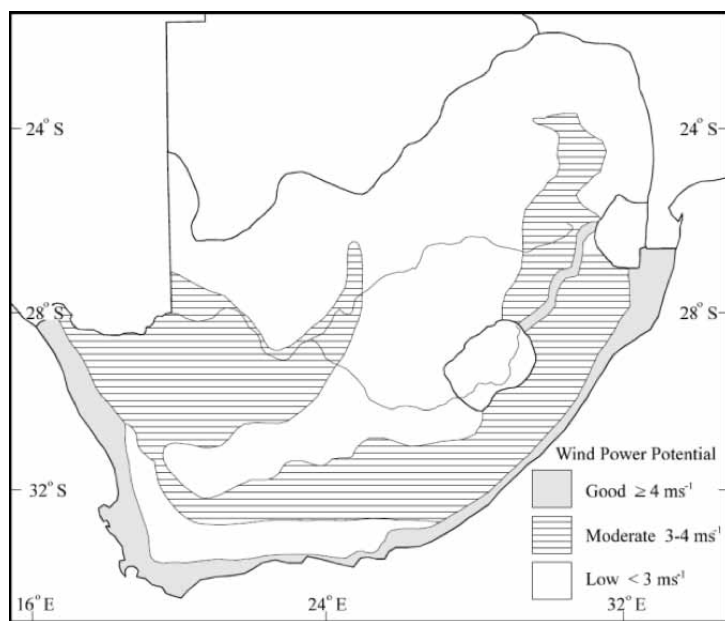 24° S
24° S
28° S
28° S
Wind Power Potential
32° S
Good ≥ 4 ms⁻¹
Moderate 3-4 ms⁻¹
Low < 3 ms⁻¹
16° E
24° E
32° E